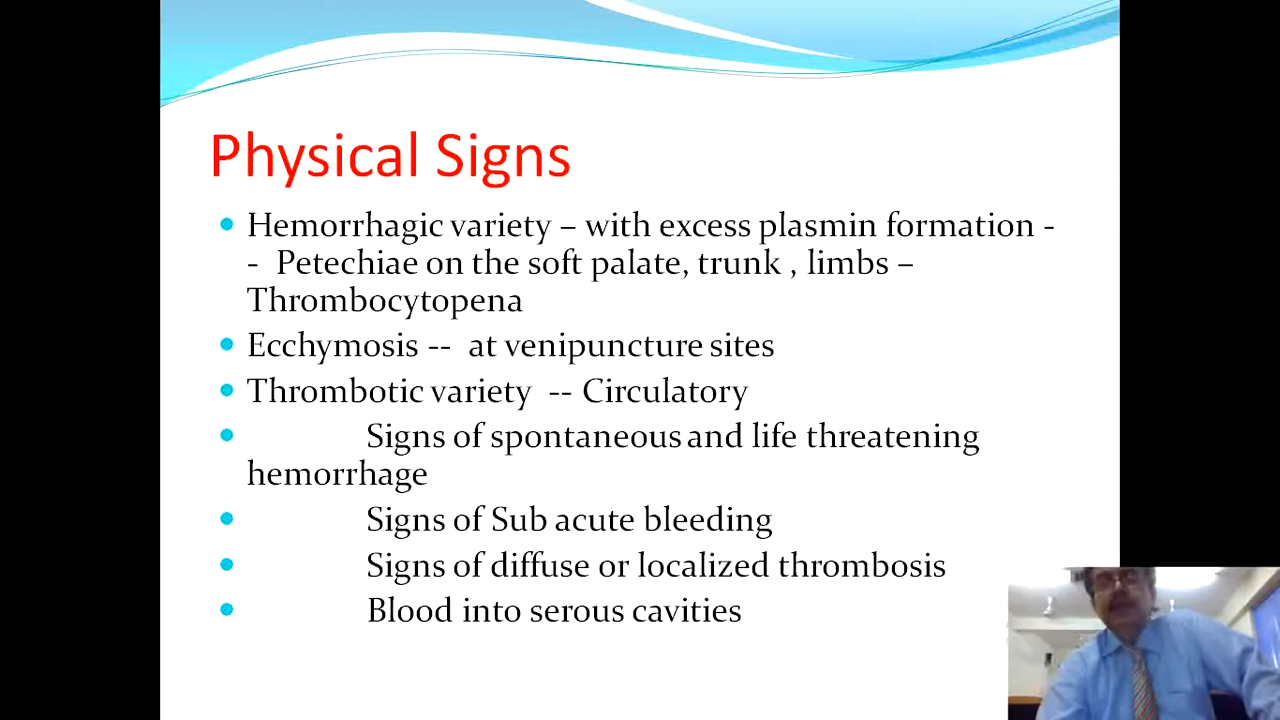 Physical Signs
Hemorrhagic variety – with excess plasmin formation -
- Petechiae on the soft palate, trunk , limbs –
Thrombocytopena
Ecchymosis -- at venipuncture sites
Thrombotic variety -- Circulatory
Signs of spontaneous and life threatening
hemorrhage
Signs of Sub acute bleeding
Signs of diffuse or localized thrombosis
Blood into serous cavities